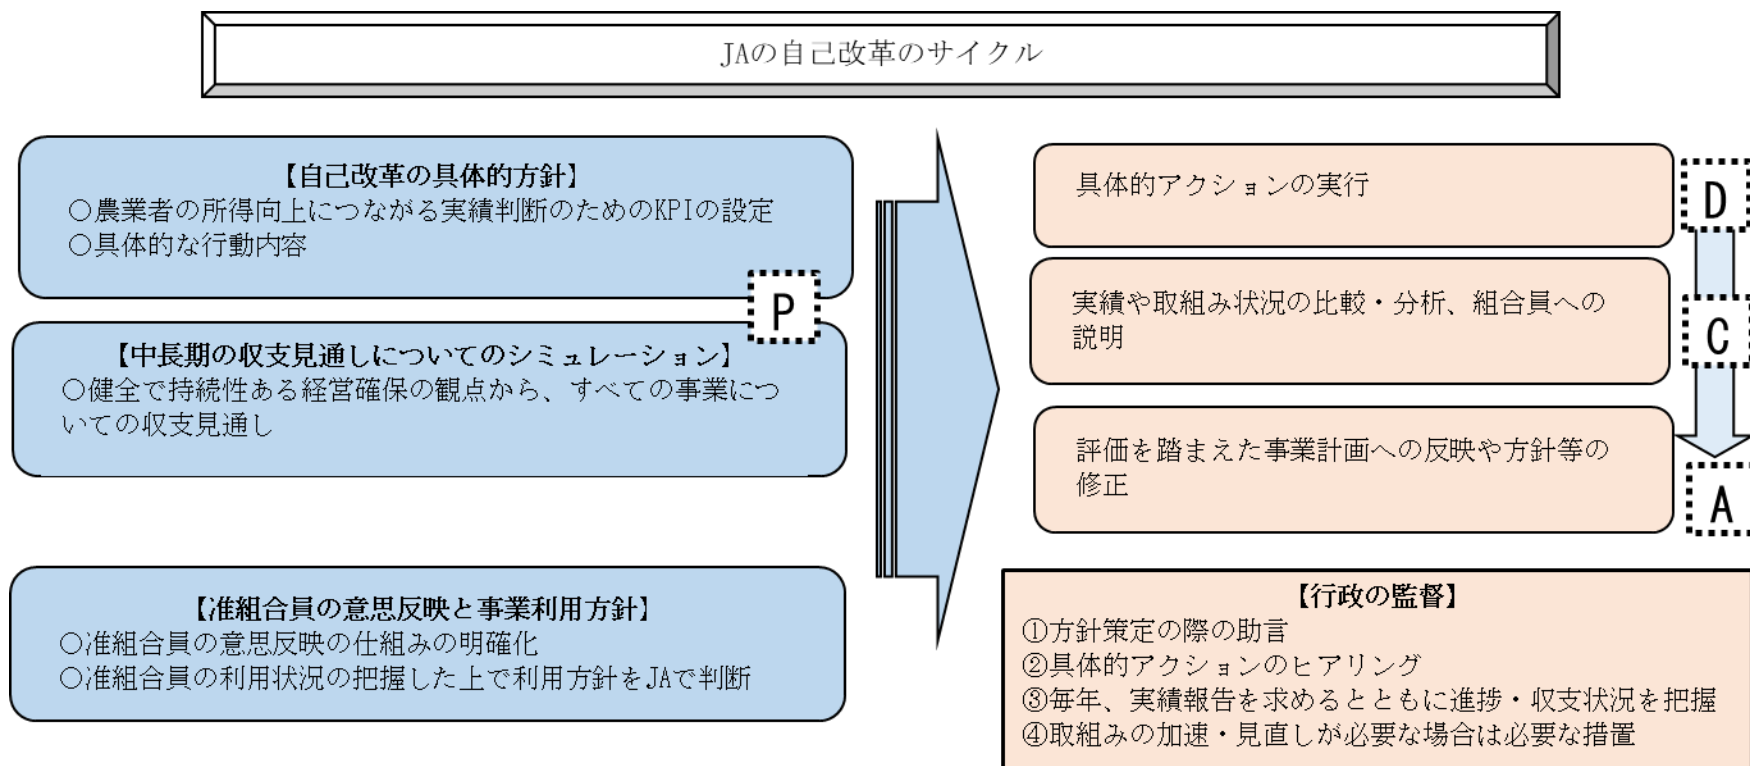 JAの自己改革のサイクル
【自己改革の具体的方針】
○農業者の所得向上につながる実績判断のためのKPIの設定
○具体的な行動内容
P
【中長期の収支見通しについてのシミュレーション】
○健全で持続性ある経営確保の観点から、すべての事業につ
いての収支見通し
【准組合員の意思反映と事業利用方針】
○准組合員の意思反映の仕組みの明確化
○准組合員の利用状況の把握した上で利用方針をJAで判断
具体的アクションの実行
D
実績や取組み状況の比較・分析、組合員への
説明
C
評価を踏まえた事業計画への反映や方針等の
修正
A
【行政の監督】
①方針策定の際の助言
②具体的アクションのヒアリング
③毎年、実績報告を求めるとともに進捗・収支状況を把握
④取組みの加速・見直しが必要な場合は必要な措置